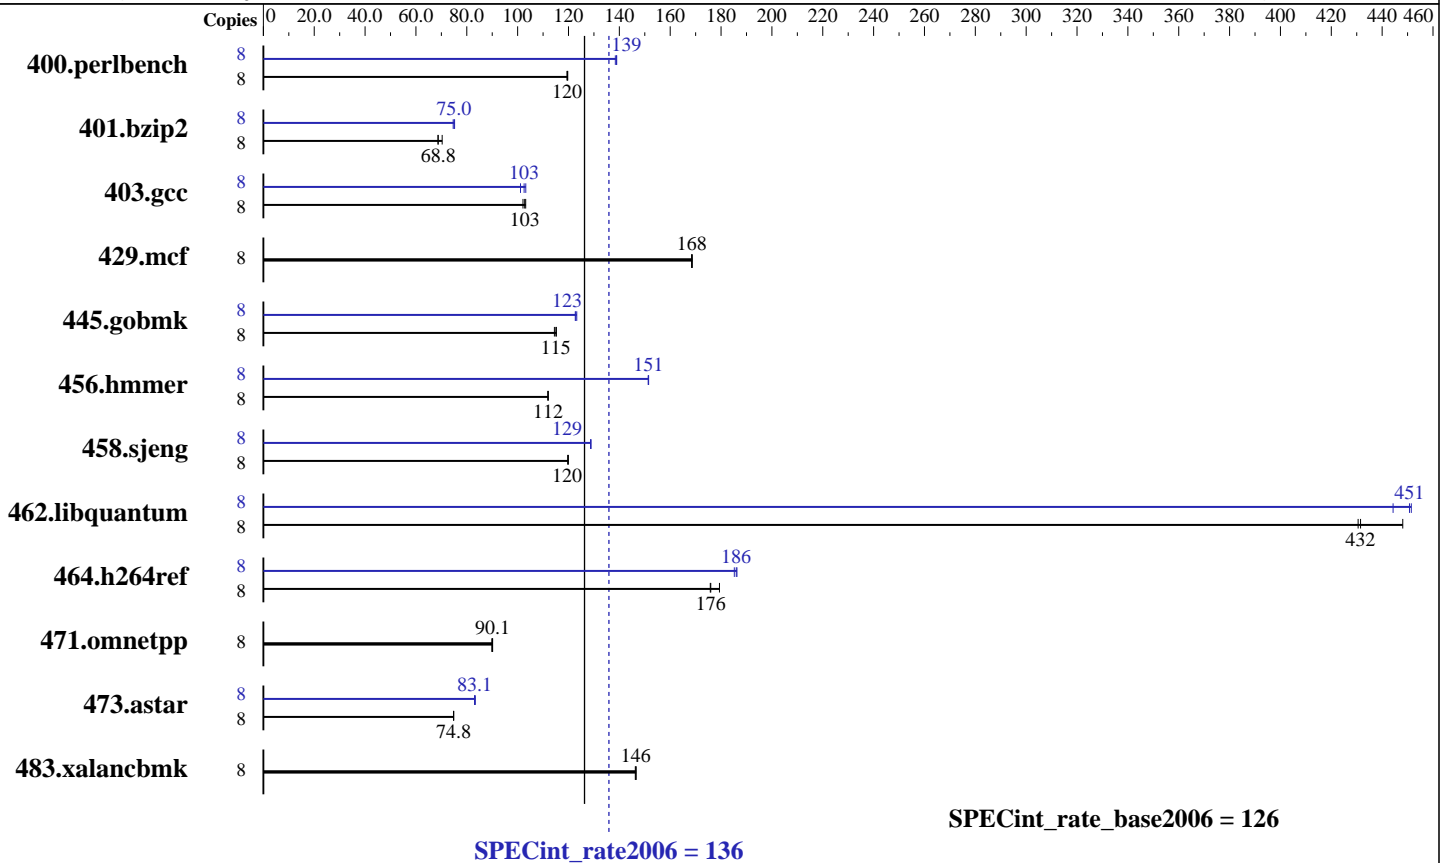 Copies 0 20.0 40.0 60.0 80.0 100 120 140 160 180 200 220 240 260 280 300 320 340 360 380 400 420 440 460
400.perlbench 8 139
8 120
401.bzip2 8 75.0
8 68.8
403.gcc 8 103
8 103
429.mcf 8 168
445.gobmk 8 123
8 115
456.hmmer 8 151
8 112
458.sjeng 8 129
8 120
462.libquantum 8 451
8 432
464.h264ref 8 186
8 176
471.omnetpp 8 90.1
473.astar 8 83.1
8 74.8
483.xalancbmk 8 146
SPECint_rate_base2006 = 126
SPECint_rate2006 = 136